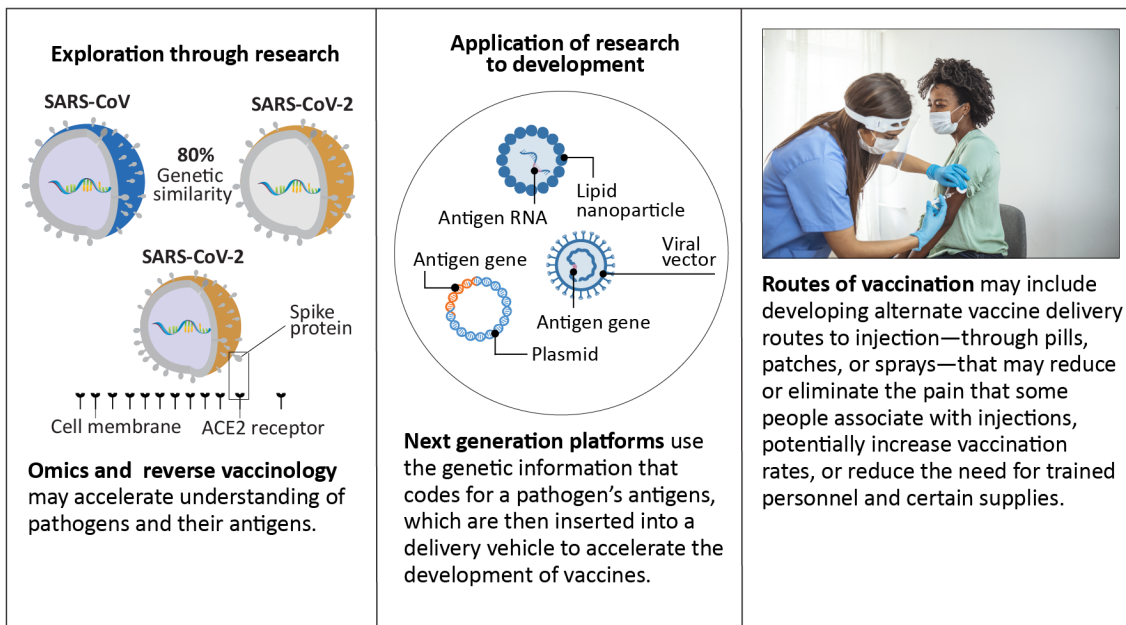 Exploration through research
SARS-CoV
SARS-CoV-2
80%
Genetic
similarity
SARS-CoV-2
Spike
protein
Cell membrane
ACE2 receptor
Omics and reverse vaccinology
may accelerate understanding of
pathogens and their antigens.
Application of research
to development
Antigen RNA
Lipid
nanoparticle
Antigen gene
Viral
vector
Antigen gene
Plasmid
Next generation platforms use
the genetic information that
codes for a pathogen’s antigens,
which are then inserted into a
delivery vehicle to accelerate the
development of vaccines.
Routes of vaccination may include
developing alternate vaccine delivery
routes to injection—through pills,
patches, or sprays—that may reduce
or eliminate the pain that some
people associate with injections,
potentially increase vaccination
rates, or reduce the need for trained
personnel and certain supplies.